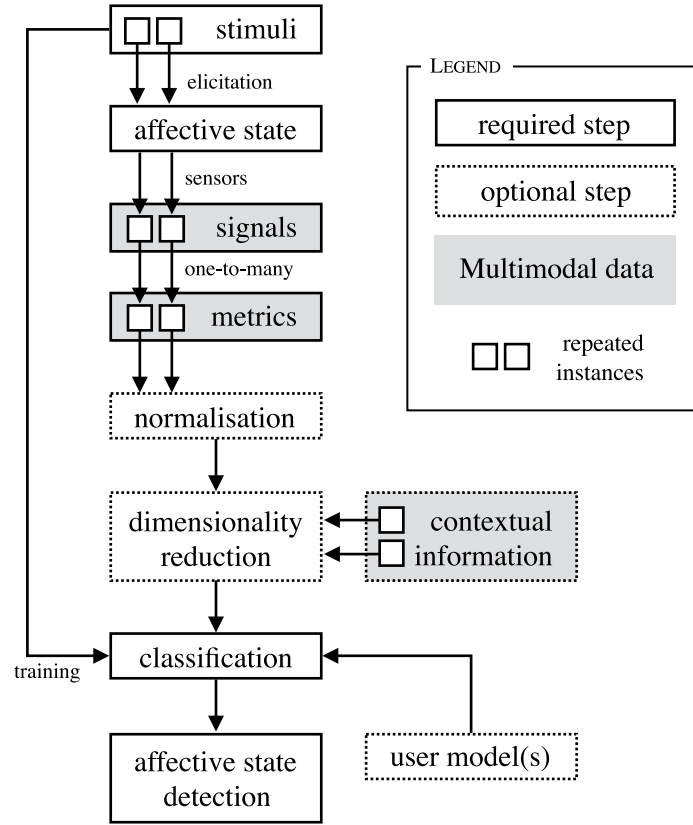 stimuli
elicitation
affective state
sensors
signals
one-to-many
metrics
normalisation
dimensionality
reduction
contextual
information
training
classification
affective state
detection
user model(s)
LEGEND
required step
optional step
Multimodal data
repeated
instances